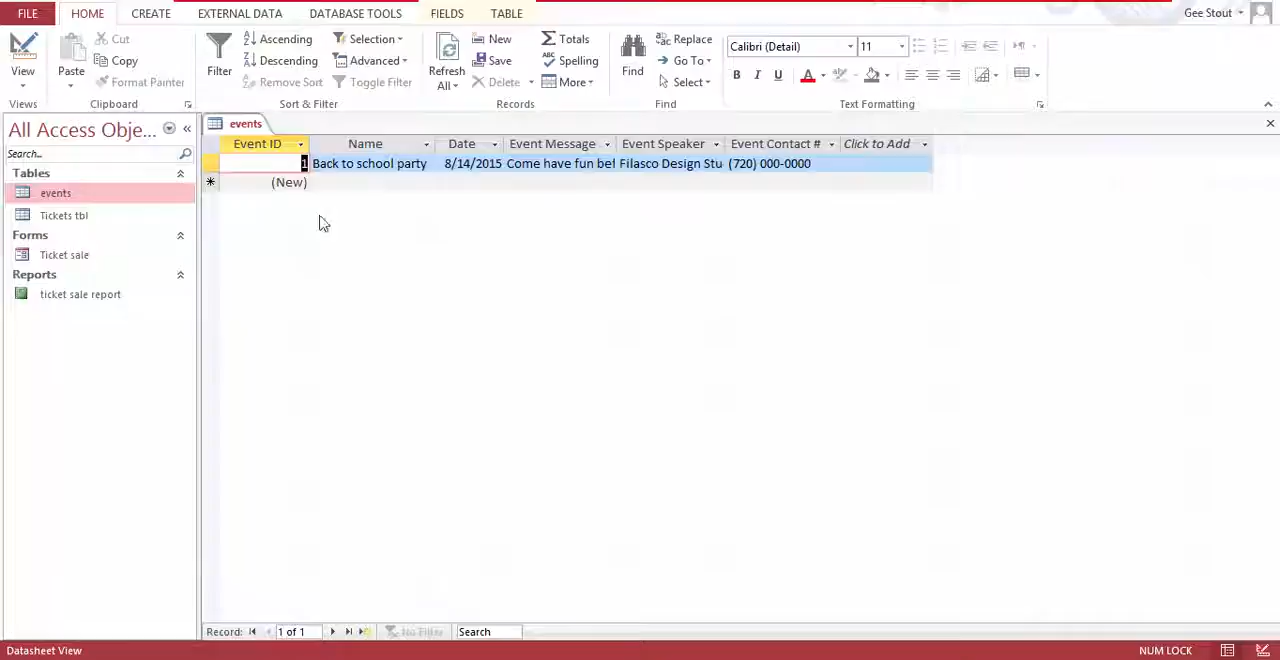 FILE HOME CREATE EXTERNAL DATA DATABASE TOOLS FIELDS TABLE Gee Stout
View Paste Cut Copy Format Painter Filter Ascending Descending Remove Sort Selection Advanced Toggle Filter Refresh All New Save Delete Totals Spelling More Find Replace Go To Select Calibri (Detail) 11 B I U A
Views Clipboard Sort & Filter Records Find Text Formatting
All Access Obje... «
events
Search...
Event ID Name Date Event Message Event Speaker Event Contact # Click to Add
1 Back to school party 8/14/2015 Come have fun bef Filasco Design Stu (720) 000-0000
(New)
Tables
events
Tickets tbl
Forms
Ticket sale
Reports
ticket sale report
Record: 1 of 1 No Filter Search
Datasheet View NUM LOCK